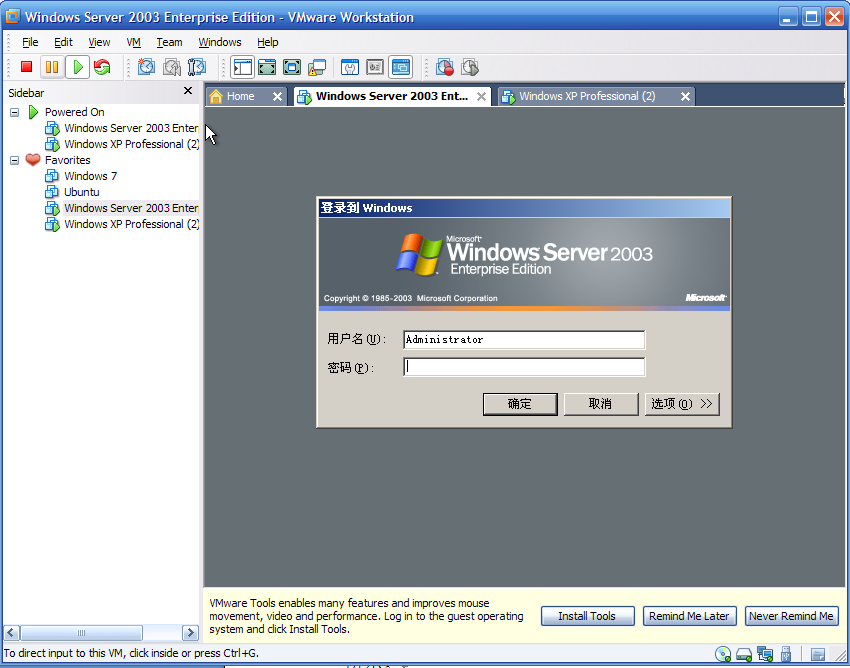 Windows Server 2003 Enterprise Edition - VMware Workstation
File Edit View VM Team Windows Help
Sidebar
Powered On
Windows Server 2003 Enter
Windows XP Professional (2)
Favorites
Windows 7
Ubuntu
Windows Server 2003 Enter
Windows XP Professional (2)
Home
Windows Server 2003 Ent...
Windows XP Professional (2)
登录到 Windows
Microsoft
Windows Server 2003
Enterprise Edition
Copyright © 1985-2003 Microsoft Corporation
Microsoft
用户名(U):
Administrator
密码(P):
确定
取消
选项(O) >>
VMware Tools enables many features and improves mouse
movement, video and performance. Log in to the guest operating
system and click Install Tools.
Install Tools
Remind Me Later
Never Remind Me
To direct input to this VM, click inside or press Ctrl+G.